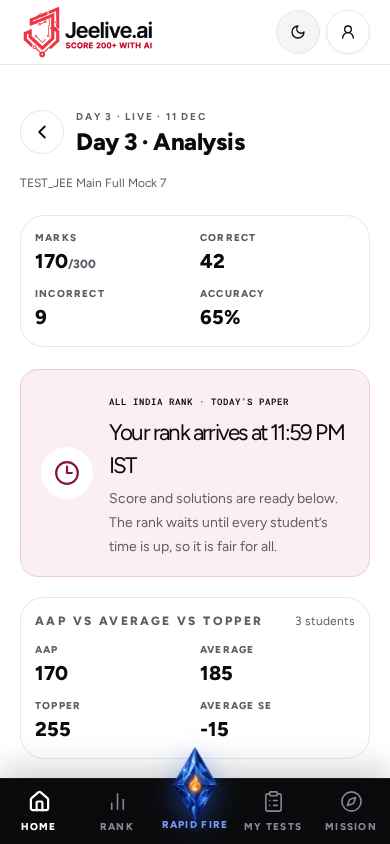 Jeelive.ai
SCORE 200+ WITH AI
DAY 3 · LIVE · 11 DEC
Day 3 · Analysis
TEST_JEE Main Full Mock 7
MARKS
170/300
CORRECT
42
INCORRECT
9
ACCURACY
65%
ALL INDIA RANK · TODAY'S PAPER
Your rank arrives at 11:59 PM
IST
Score and solutions are ready below.
The rank waits until every student's
time is up, so it is fair for all.
AAP VS AVERAGE VS TOPPER
3 students
AAP
170
AVERAGE
185
TOPPER
255
AVERAGE SE
-15
HOME
RANK
RAPID FIRE
MY TESTS
MISSION